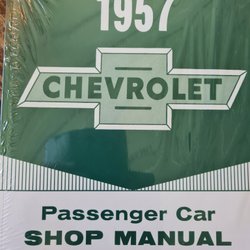 1957
CHEVROLET
Passenger Car
SHOP MANUAL